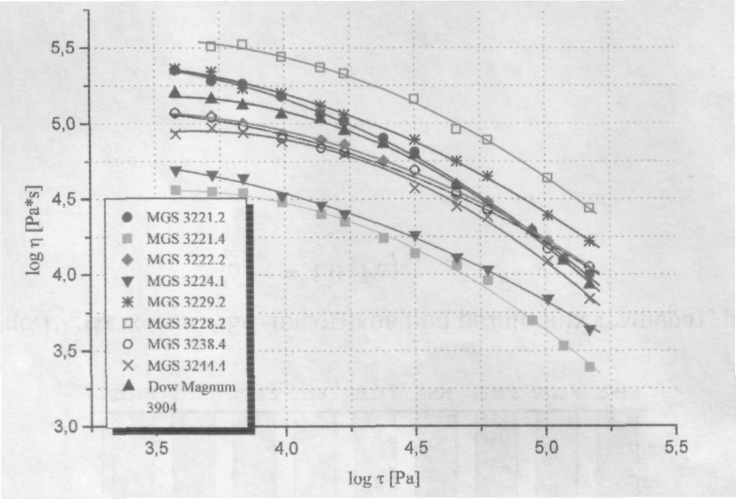 5,5
5,0
4,5
4,0
3,5
3,0
log η [Pa*s]
MGS 3221.2
MGS 3221.4
MGS 3222.2
MGS 3224.1
MGS 3229.2
MGS 3228.2
MGS 3238.4
MGS 3244.4
Dow Magnum
3904
3,5
4,0
4,5
5,0
5,5
log τ [Pa]